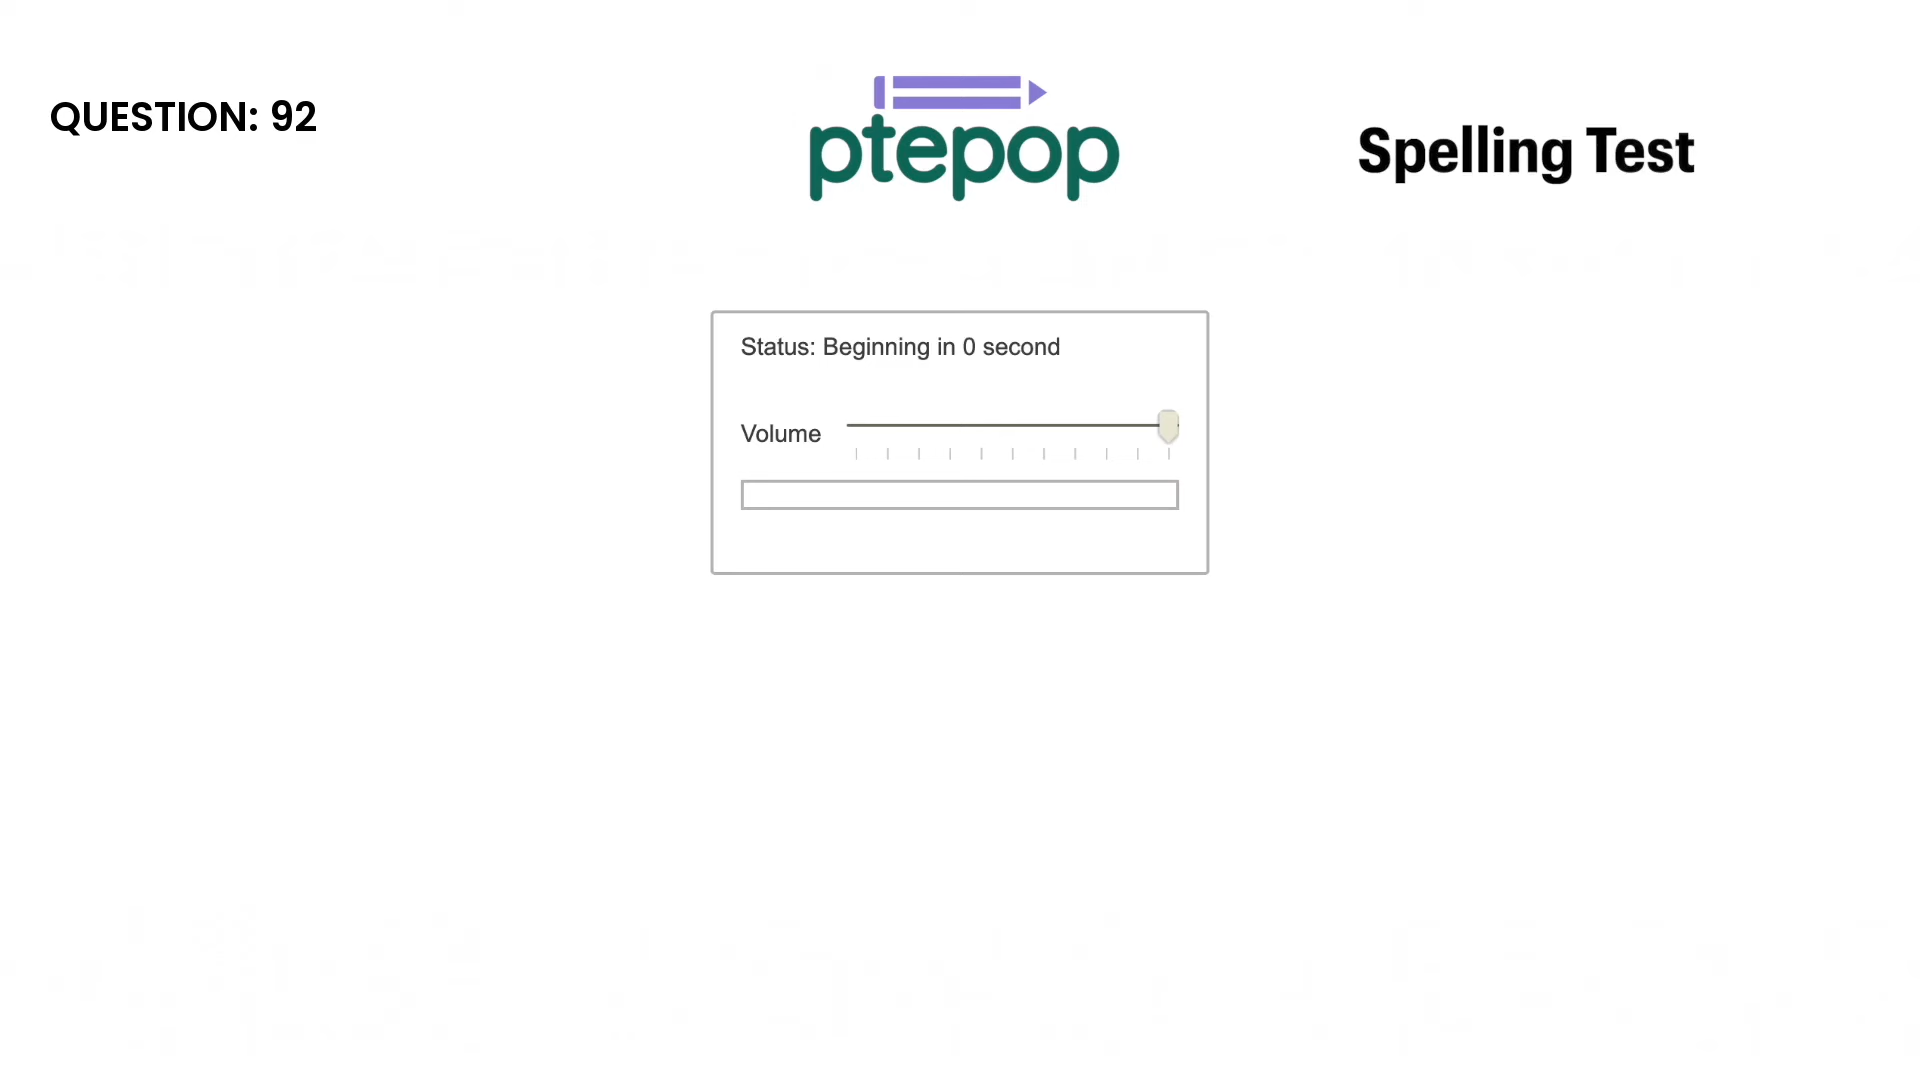 QUESTION: 92
ptepop
Spelling Test
Status: Beginning in 0 second
Volume